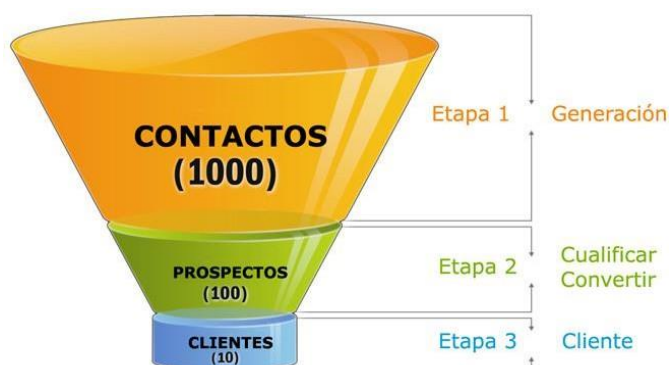 CONTACTOS
(1000)
Etapa 1 Generación
PROSPECTOS
(100)
Etapa 2 Cualificar
Convertir
CLIENTES
(10)
Etapa 3 Cliente